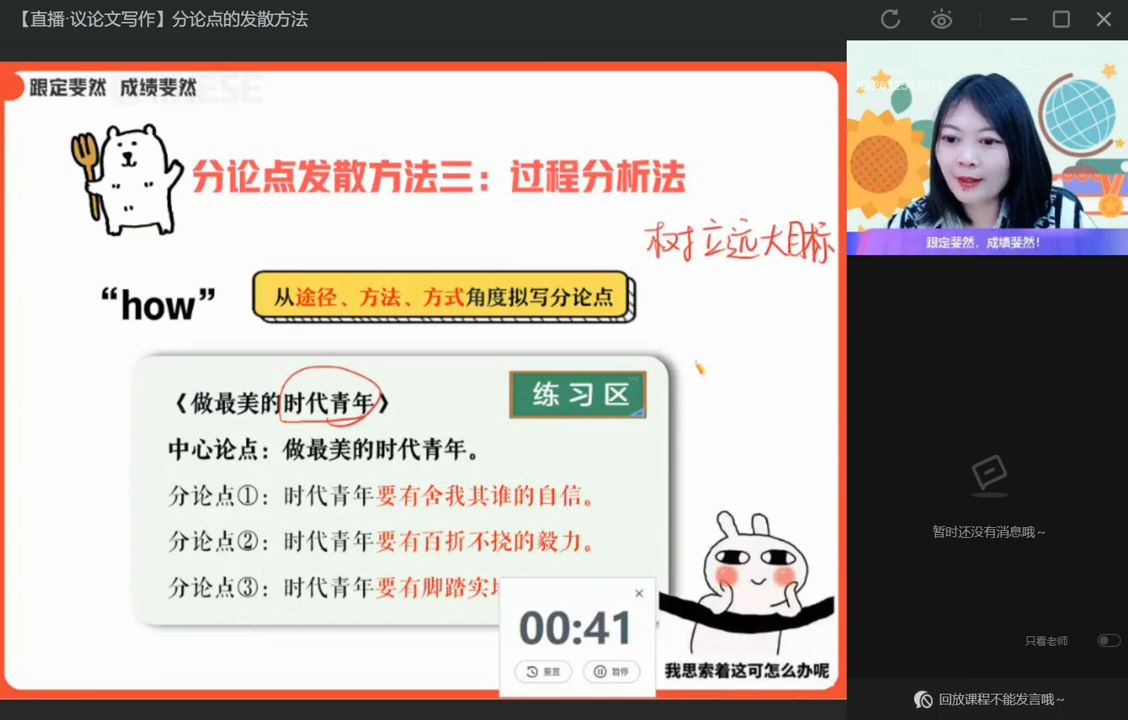 【直播·议论文写作】分论点的发散方法
跟定斐然 成绩斐然
分论点发散方法三：过程分析法
树立远大目标
“how”
从途径、方法、方式角度拟写分论点
《做最美的时代青年》
练习区
中心论点：做最美的时代青年。
分论点①：时代青年要有舍我其谁的自信。
分论点②：时代青年要有百折不挠的毅力。
分论点③：时代青年要有脚踏实
00:41
重置
暂停
我思索着这可怎么办呢
跟定斐然，成绩斐然！
暂时还没有消息哦~
只看老师
回放课程不能发言哦~